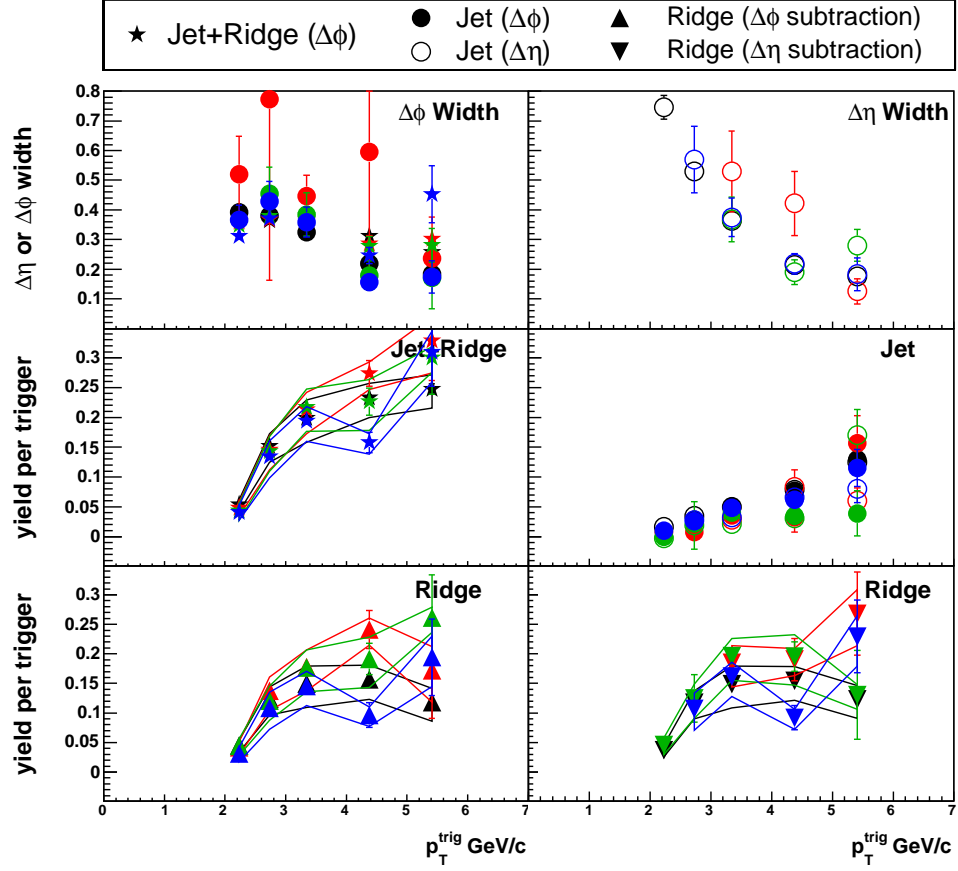 ★ Jet+Ridge (Δϕ)
● Jet (Δϕ)
○ Jet (Δη)
▲ Ridge (Δϕ subtraction)
▼ Ridge (Δη subtraction)
Δη or Δϕ width
0.8
0.7
0.6
0.5
0.4
0.3
0.2
0.1
Δϕ Width
Δη Width
yield per trigger
0.3
0.25
0.2
0.15
0.1
0.05
0
Jet+Ridge
Jet
yield per trigger
0.3
0.25
0.2
0.15
0.1
0.05
0
Ridge
Ridge
0 1 2 3 4 5 6 7
1 2 3 4 5 6 7
p_T^trig GeV/c
p_T^trig GeV/c